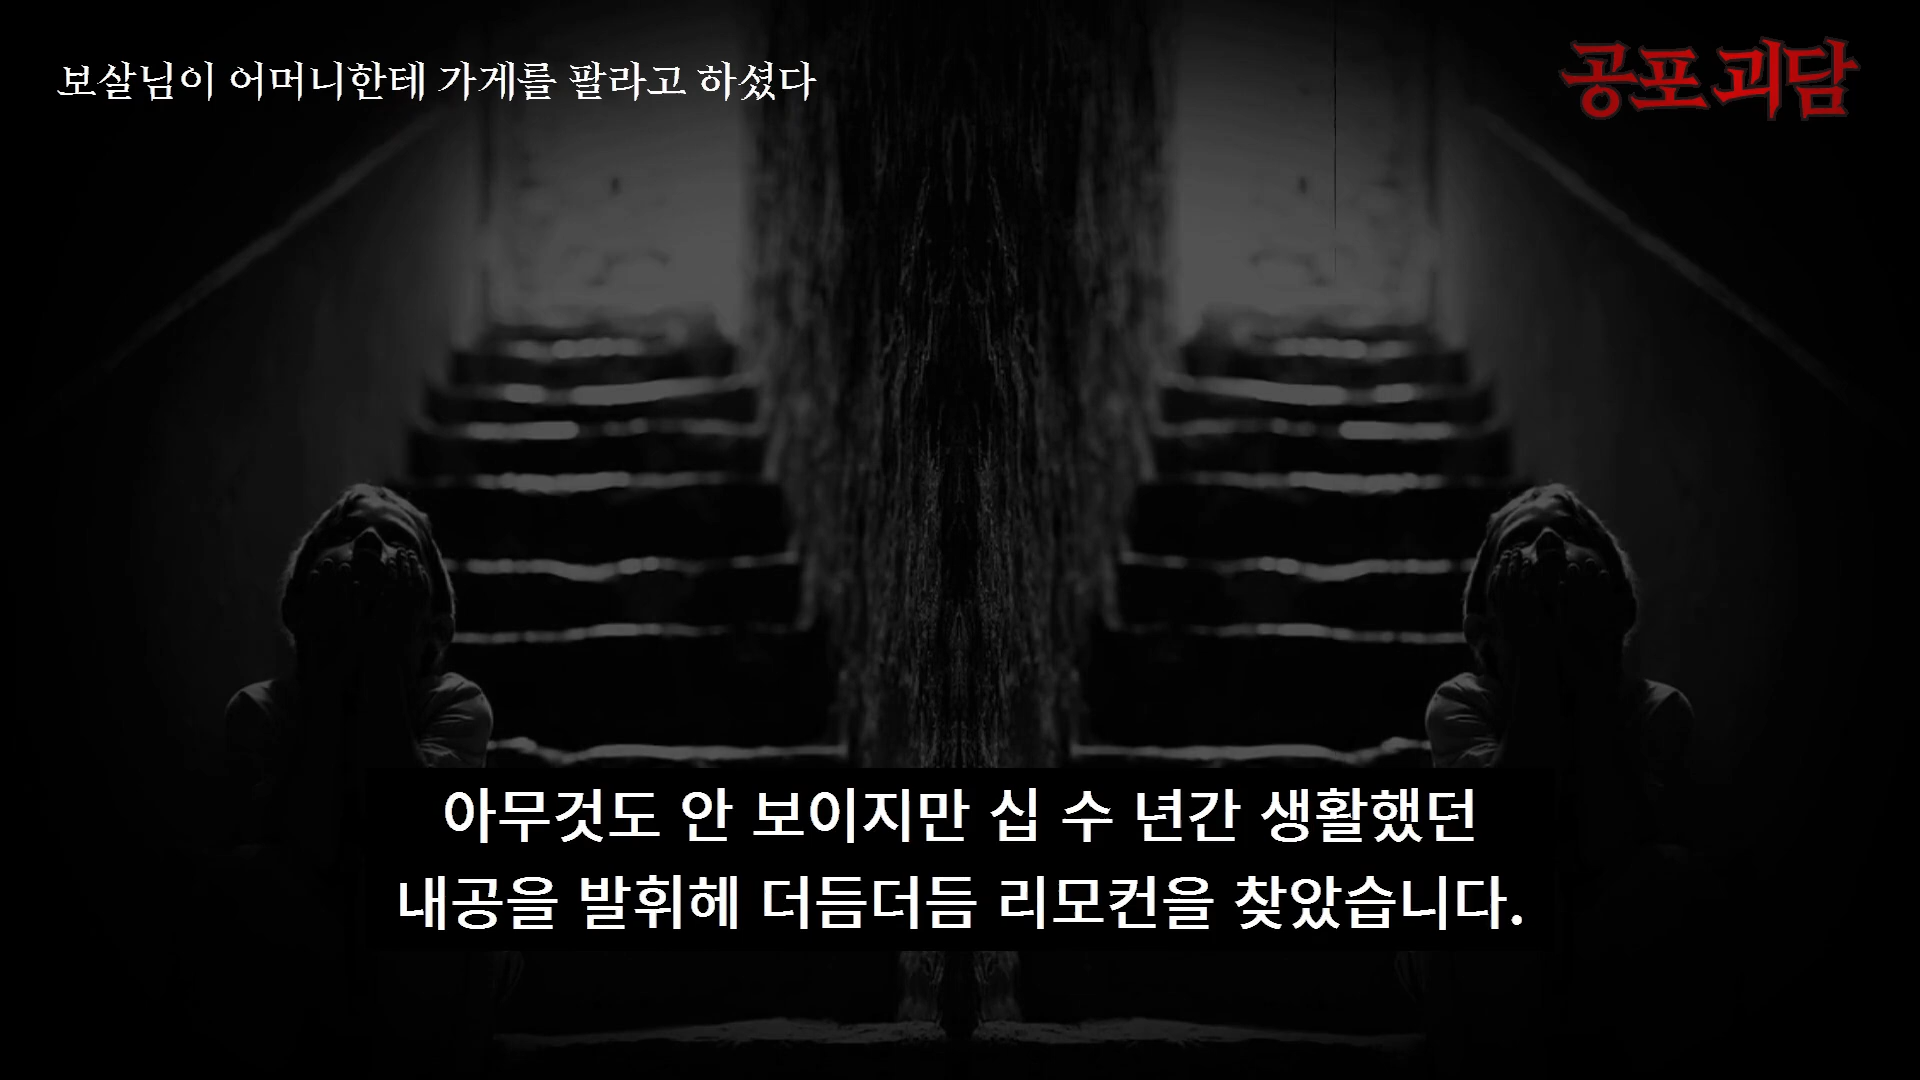 보살님이 어머니한테 가게를 팔라고 하셨다
공포괴담
아무것도 안 보이지만 십 수 년간 생활했던
내공을 발휘헤 더듬더듬 리모컨을 찾았습니다.